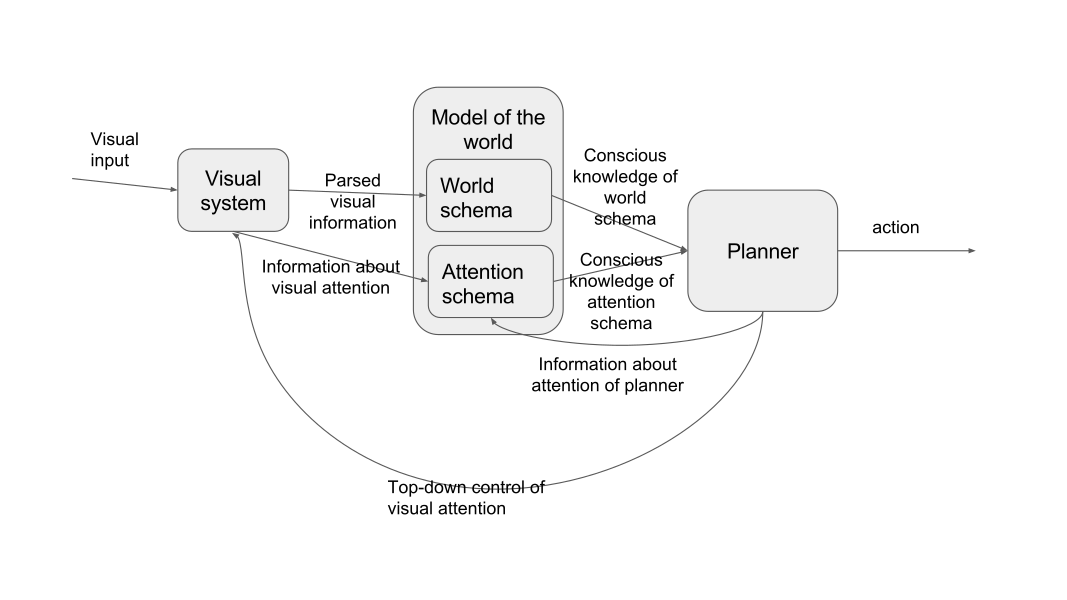 Visual
input
Visual
system
Parsed
visual
information
Information about
visual attention
Model of the
world
World
schema
Attention
schema
Conscious
knowledge of
world
schema
Conscious
knowledge of
attention
schema
Planner
action
Information about
attention of planner
Top-down control of
visual attention